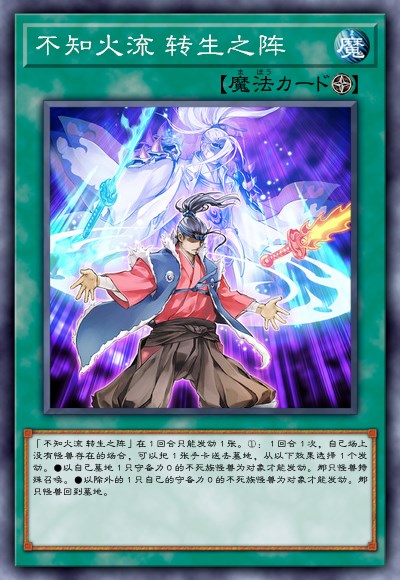 不知火流 转生之阵
魔
【魔法カード】
まほう
「不知火流 转生之阵」在1回合只能发动1张。①：1回合1次，自己场上
没有怪兽存在的场合，可以把1张手卡送去墓地，从以下效果选择1个发
动。●以自己墓地1只守备力0的不死族怪兽为对象才能发动。那只怪兽特
殊召唤。●以除外的1只自己的守备力0的不死族怪兽为对象才能发动。那
只怪兽回到墓地。